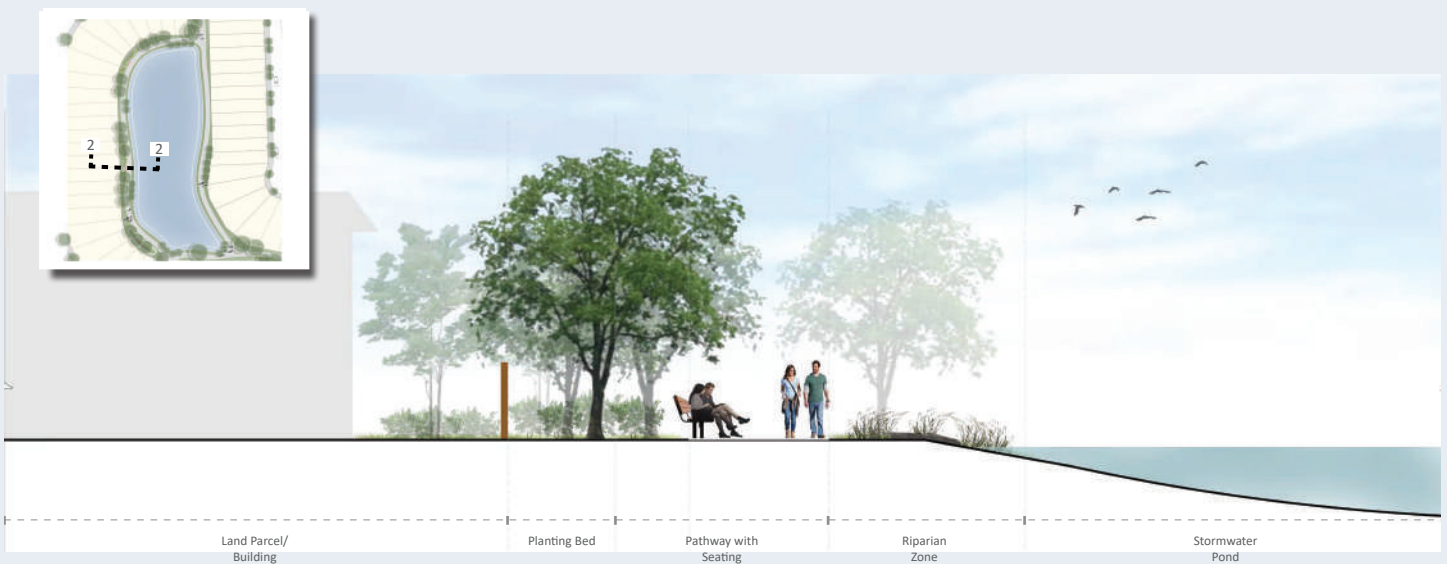 2
2
Land Parcel/
Building
Planting Bed
Pathway with
Seating
Riparian
Zone
Stormwater
Pond